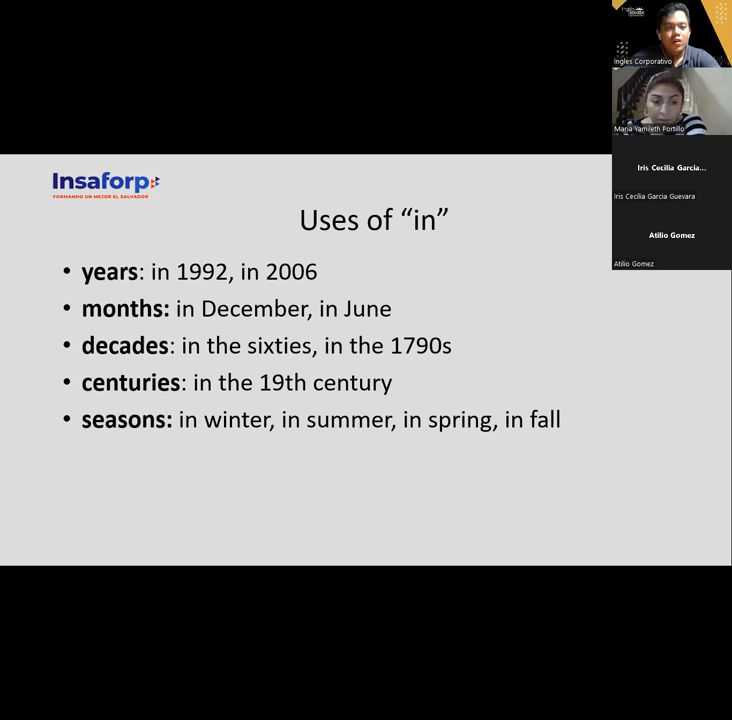 Inglés Corporativo
Maria Yamileth Portillo
Iris Cecilia Garcia...
Iris Cecilia Garcia Guevara
Atilio Gomez
Atilio Gomez
Insaforp
FORMANDO UN MEJOR EL SALVADOR
Uses of “in”
• years: in 1992, in 2006
• months: in December, in June
• decades: in the sixties, in the 1790s
• centuries: in the 19th century
• seasons: in winter, in summer, in spring, in fall